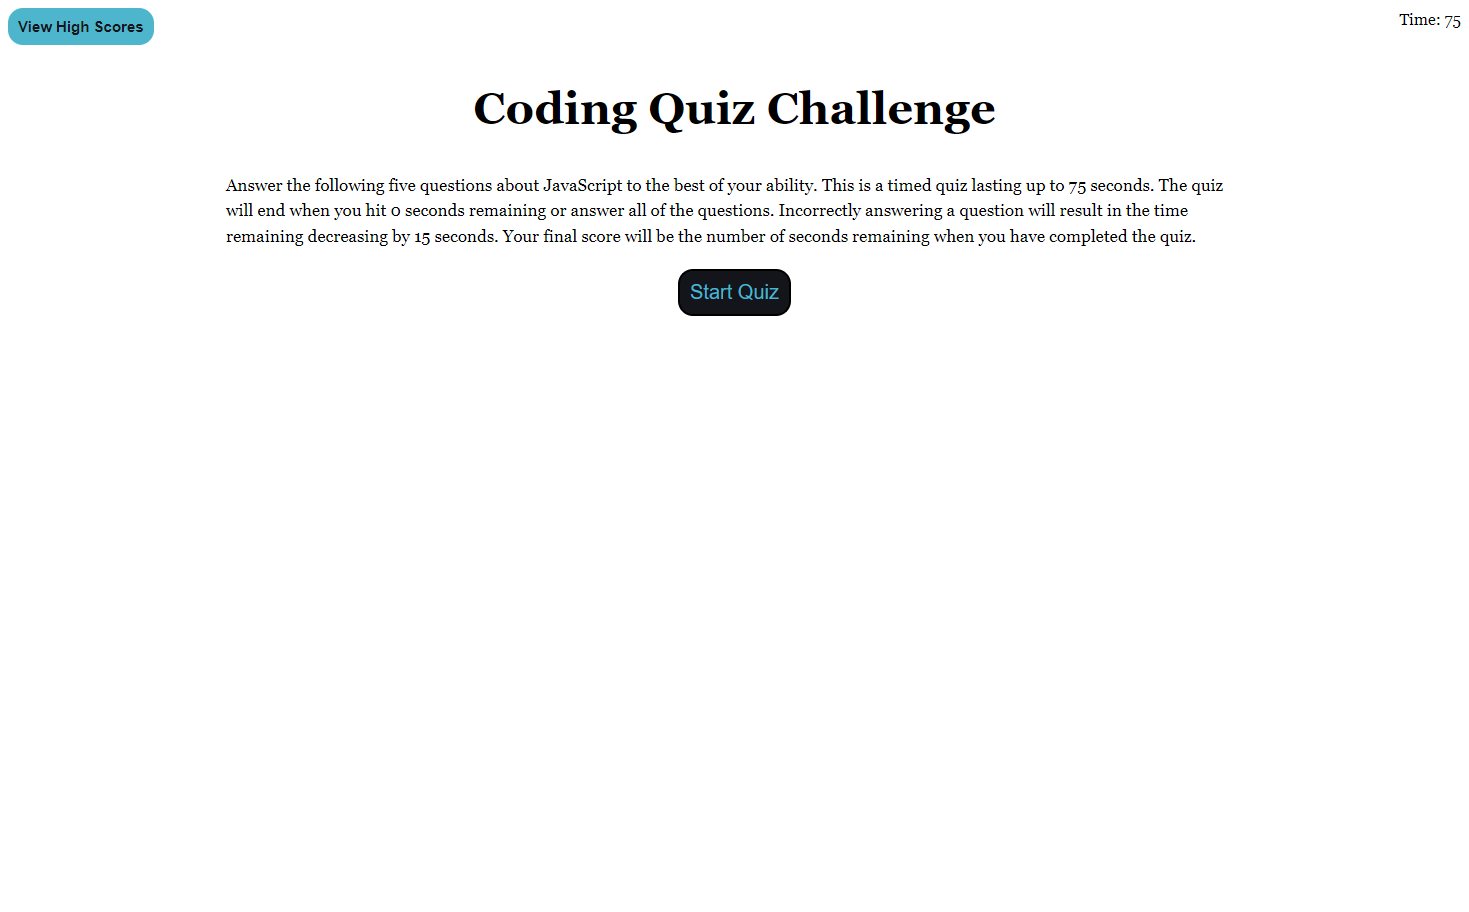 View High Scores
Time: 75
Coding Quiz Challenge
Answer the following five questions about JavaScript to the best of your ability. This is a timed quiz lasting up to 75 seconds. The quiz
will end when you hit 0 seconds remaining or answer all of the questions. Incorrectly answering a question will result in the time
remaining decreasing by 15 seconds. Your final score will be the number of seconds remaining when you have completed the quiz.
Start Quiz